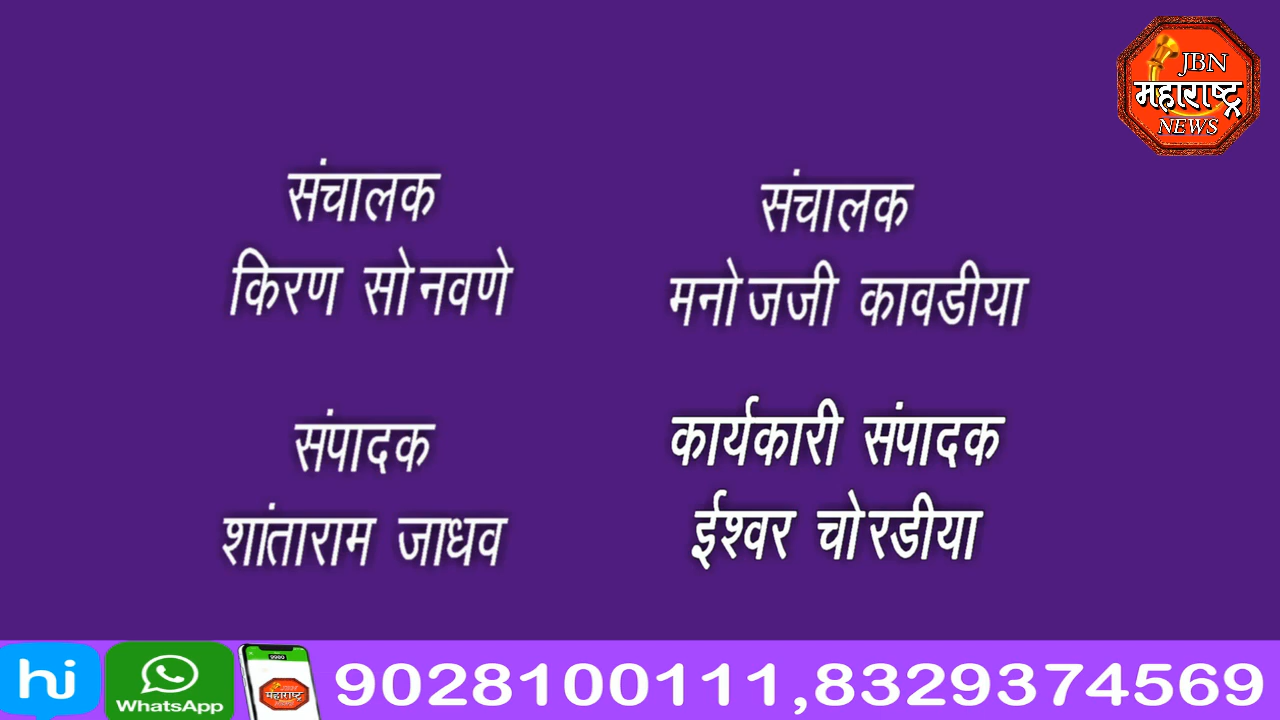 JBN
महाराष्ट्र
NEWS
संचालक
किरण सोनवणे
संचालक
मनोजजी कावडीया
संपादक
शांताराम जाधव
कार्यकारी संपादक
ईश्वर चोरडीया
hi
WhatsApp
महाराष्ट्र
9028100111,8329374569